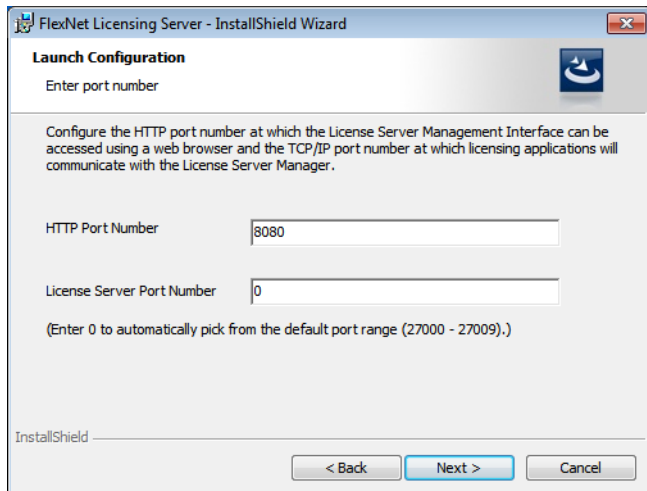 FlexNet Licensing Server - InstallShield Wizard
Launch Configuration
Enter port number
Configure the HTTP port number at which the License Server Management Interface can be
accessed using a web browser and the TCP/IP port number at which licensing applications will
communicate with the License Server Manager.
HTTP Port Number 8080
License Server Port Number 0
(Enter 0 to automatically pick from the default port range (27000 - 27009).)
InstallShield
< Back Next > Cancel